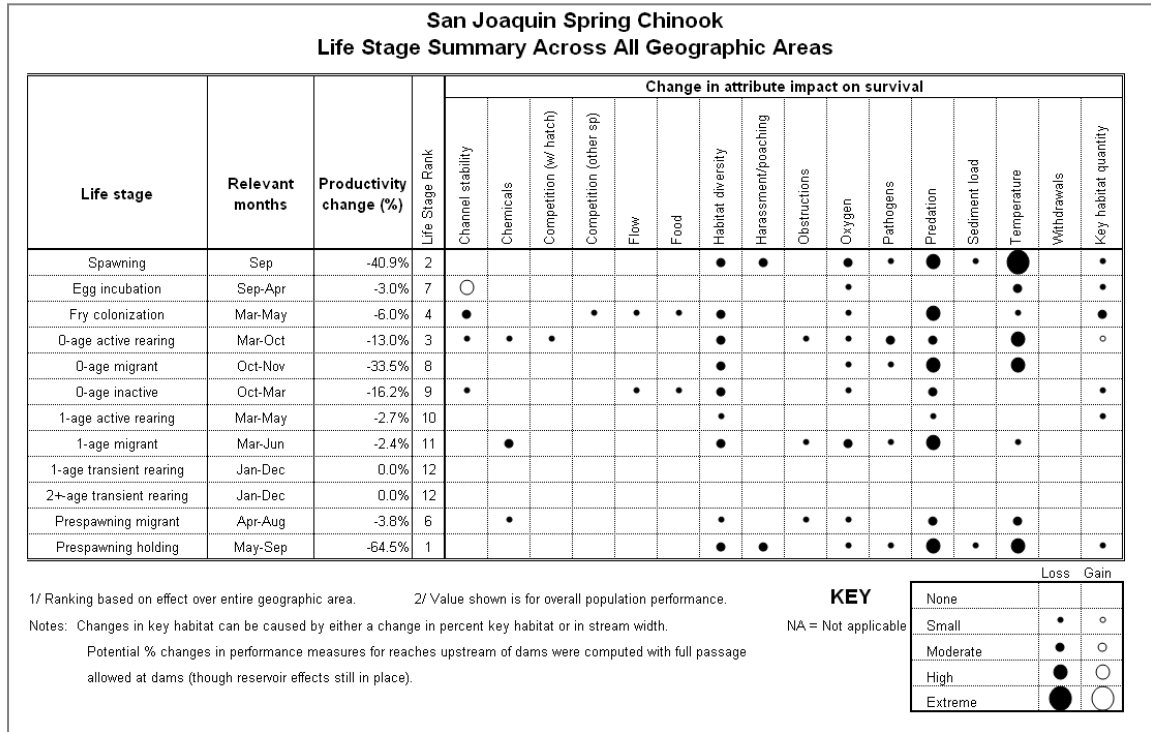 San Joaquin Spring Chinook
Life Stage Summary Across All Geographic Areas
Change in attribute impact on survival
Life stage Relevant months Productivity change (%) Life Stage Rank Channel stability Chemicals Competition (w/ hatch) Competition (other sp) Flow Food Habitat diversity Harassment/poaching Obstructions Oxygen Pathogens Predation Sediment load Temperature Withdrawals Key habitat quantity
Spawning Sep -40.9% 2
Egg incubation Sep-Apr -3.0% 7
Fry colonization Mar-May -6.0% 4
0-age active rearing Mar-Oct -13.0% 3
0-age migrant Oct-Nov -33.5% 8
0-age inactive Oct-Mar -16.2% 9
1-age active rearing Mar-May -2.7% 10
1-age migrant Mar-Jun -2.4% 11
1-age transient rearing Jan-Dec 0.0% 12
2+-age transient rearing Jan-Dec 0.0% 12
Prespawning migrant Apr-Aug -3.8% 6
Prespawning holding May-Sep -64.5% 1
1/ Ranking based on effect over entire geographic area. 2/ Value shown is for overall population performance.
Notes: Changes in key habitat can be caused by either a change in percent key habitat or in stream width.
Potential % changes in performance measures for reaches upstream of dams were computed with full passage
allowed at dams (though reservoir effects still in place).
KEY
NA = Not applicable
Loss Gain
None
Small
Moderate
High
Extreme